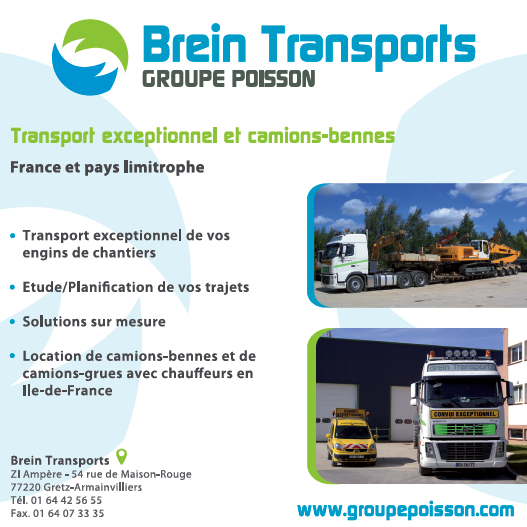 Brein Transports
GROUPE POISSON
Transport exceptionnel et camions-bennes
France et pays limitrophe
• Transport exceptionnel de vos
engins de chantiers
• Etude/Planification de vos trajets
• Solutions sur mesure
• Location de camions-bennes et de
camions-grues avec chauffeurs en
Ile-de-France
Brein Transports
CONVOI EXCEPTIONNEL
Brein Transports
ZI Ampère - 54 rue de Maison-Rouge
77220 Gretz-Armainvilliers
Tél. 01 64 42 56 55
Fax. 01 64 07 33 35
www.groupepoisson.com